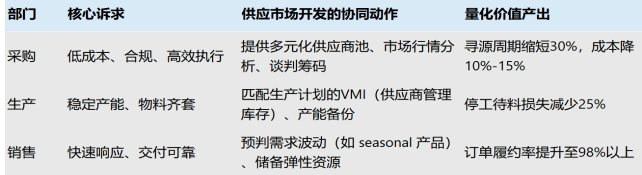 部门 核心诉求 供应市场开发的协同动作 量化价值产出
采购 低成本、合规、高效执行 提供多元化供应商池、市场行情分 寻源周期缩短30%，成本降
析、谈判筹码 10%-15%
生产 稳定产能、物料齐套 匹配生产计划的VMI（供应商管理 停工待料损失减少25%
库存）、产能备份
销售 快速响应、交付可靠 预判需求波动（如 seasonal 产品） 订单履约率提升至98%以上
、储备弹性资源